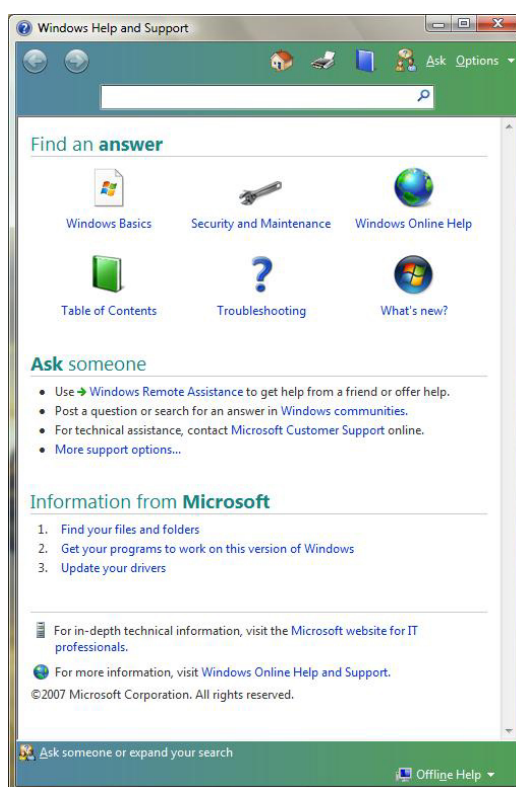 Windows Help and Support
Ask Options
Find an answer
Windows Basics
Security and Maintenance
Windows Online Help
Table of Contents
Troubleshooting
What's new?
Ask someone
Use Windows Remote Assistance to get help from a friend or offer help.
Post a question or search for an answer in Windows communities.
For technical assistance, contact Microsoft Customer Support online.
More support options...
Information from Microsoft
1. Find your files and folders
2. Get your programs to work on this version of Windows
3. Update your drivers
For in-depth technical information, visit the Microsoft website for IT
professionals.
For more information, visit Windows Online Help and Support.
©2007 Microsoft Corporation. All rights reserved.
Ask someone or expand your search
Offline Help